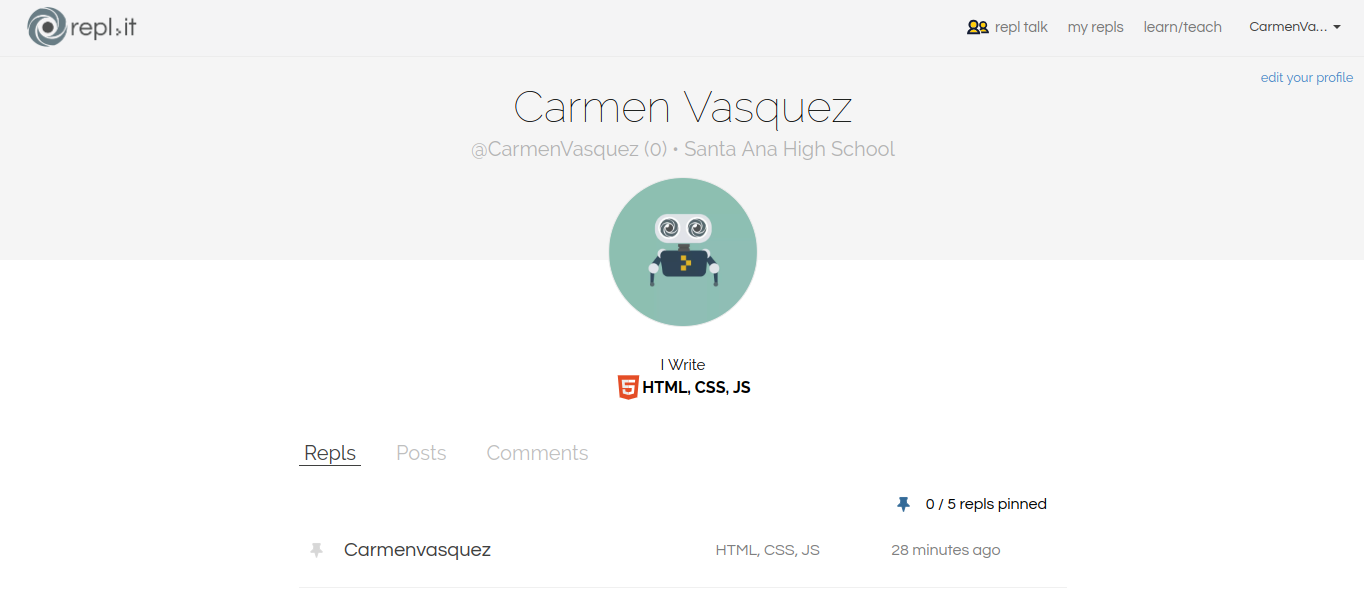 repl.it
repl talk my repls learn/teach CarmenVa...
edit your profile
Carmen Vasquez
@CarmenVasquez (0) • Santa Ana High School
I Write
5 HTML, CSS, JS
Repls Posts Comments
0 / 5 repls pinned
Carmenvasquez HTML, CSS, JS 28 minutes ago